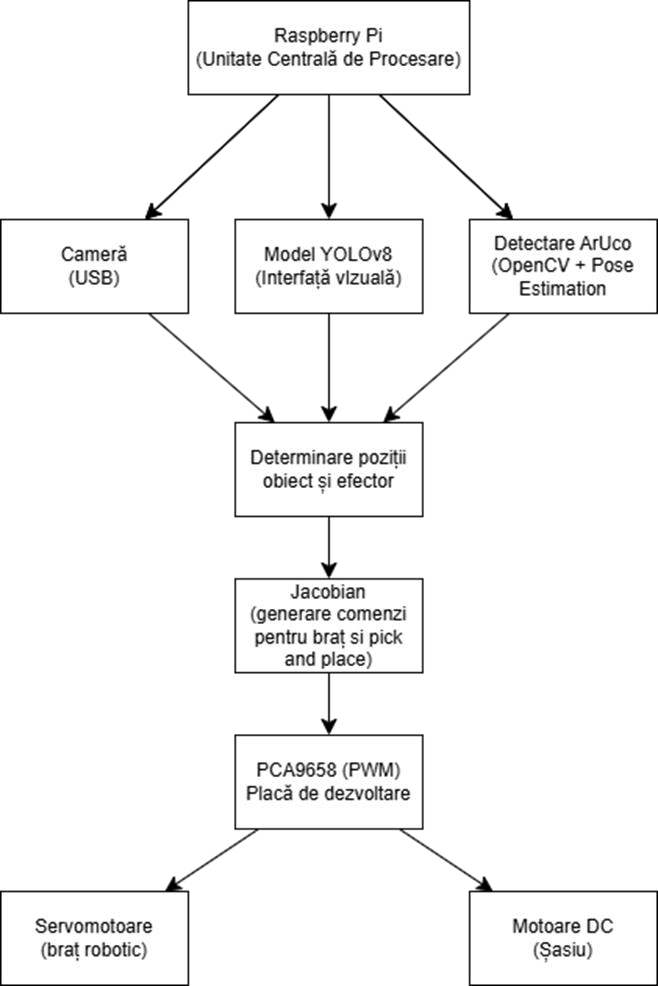 Raspberry Pi
(Unitate Centrală de Procesare)
Cameră
(USB)
Model YOLOv8
(Interfață vIzuală)
Detectare ArUco
(OpenCV + Pose
Estimation
Determinare poziții
obiect și efector
Jacobian
(generare comenzi
pentru braț si pick
and place)
PCA9658 (PWM)
Placă de dezvoltare
Servomotoare
(braț robotic)
Motoare DC
(Șasiu)